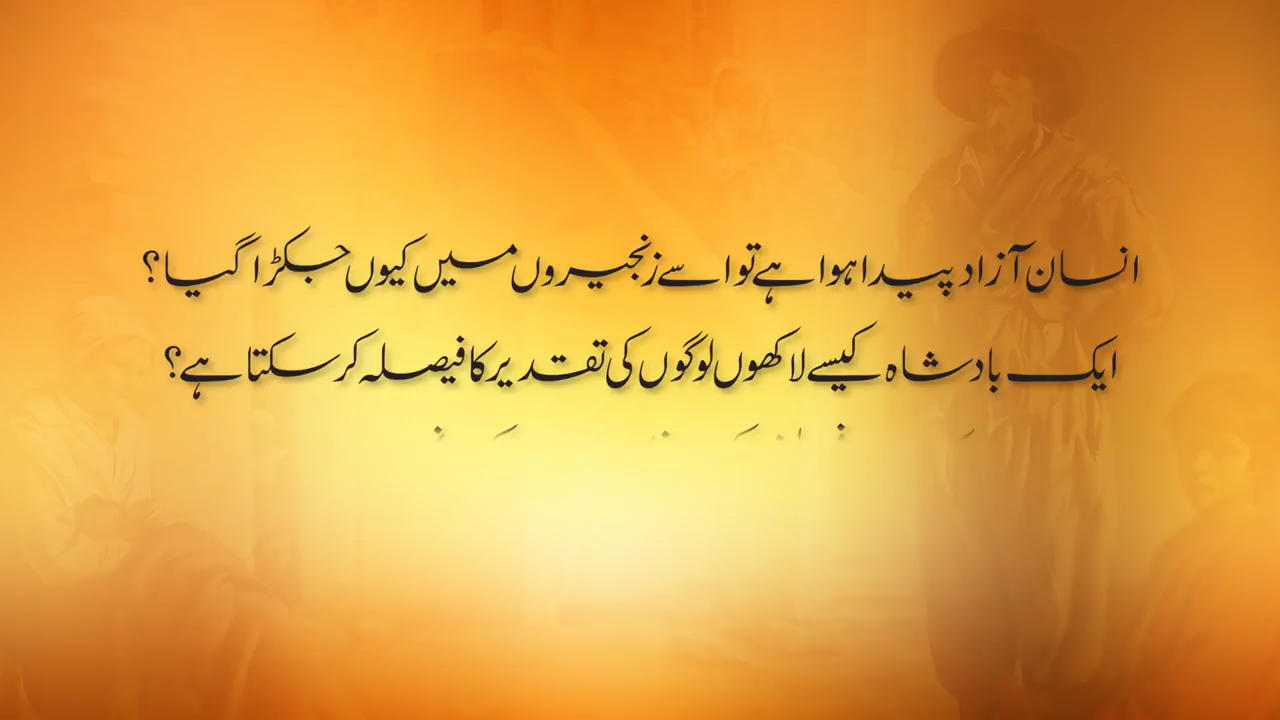 انسان آزاد پیدا ہوا ہے تو اسے زنجیروں میں کیوں جکڑا گیا؟
ایک بادشاہ کیسے لاکھوں لوگوں کی تقدیر کا فیصلہ کر سکتا ہے؟